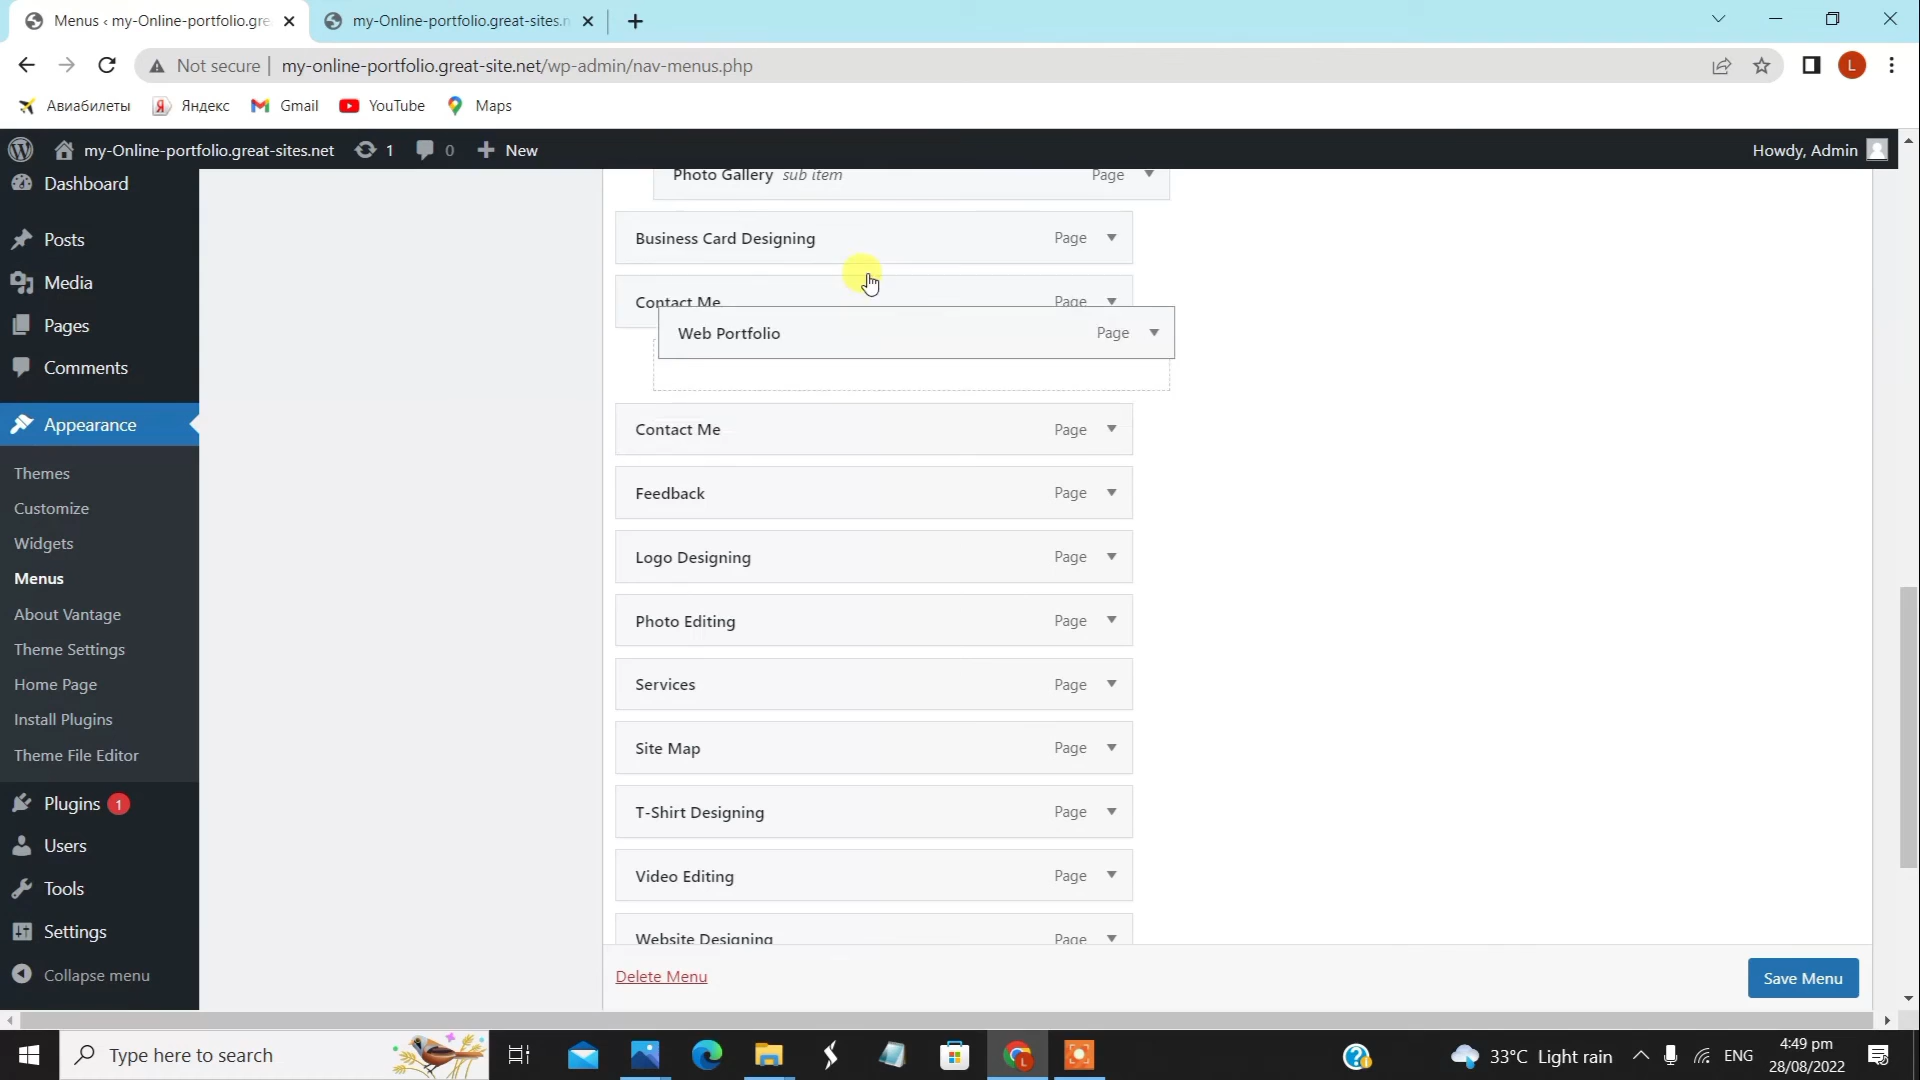 Menus ‹ my-Online-portfolio.gre
my-Online-portfolio.great-sites.n
Not secure
my-online-portfolio.great-site.net/wp-admin/nav-menus.php
L
Авиабилеты
Яндекс
Gmail
YouTube
Maps
my-Online-portfolio.great-sites.net
1
0
New
Howdy, Admin
Dashboard
Posts
Media
Pages
Comments
Appearance
Themes
Customize
Widgets
Menus
About Vantage
Theme Settings
Home Page
Install Plugins
Theme File Editor
Plugins 1
Users
Tools
Settings
Collapse menu
Photo Gallery sub item Page
Business Card Designing Page
Contact Me Page
Web Portfolio Page
Contact Me Page
Feedback Page
Logo Designing Page
Photo Editing Page
Services Page
Site Map Page
T-Shirt Designing Page
Video Editing Page
Website Designing Page
Delete Menu
Save Menu
Type here to search
33°C Light rain
ENG
4:49 pm
28/08/2022